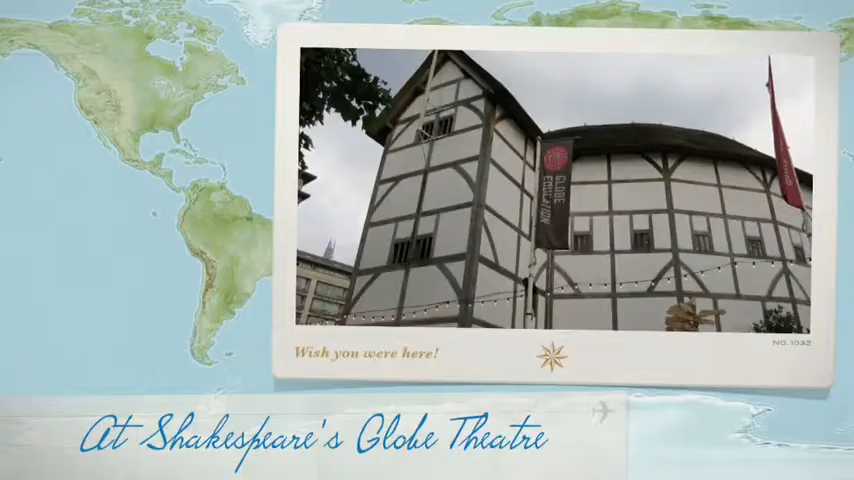 GLOBE
EDUCATION
Wish you were here!
NO. 1032
At Shakespeare's Globe Theatre